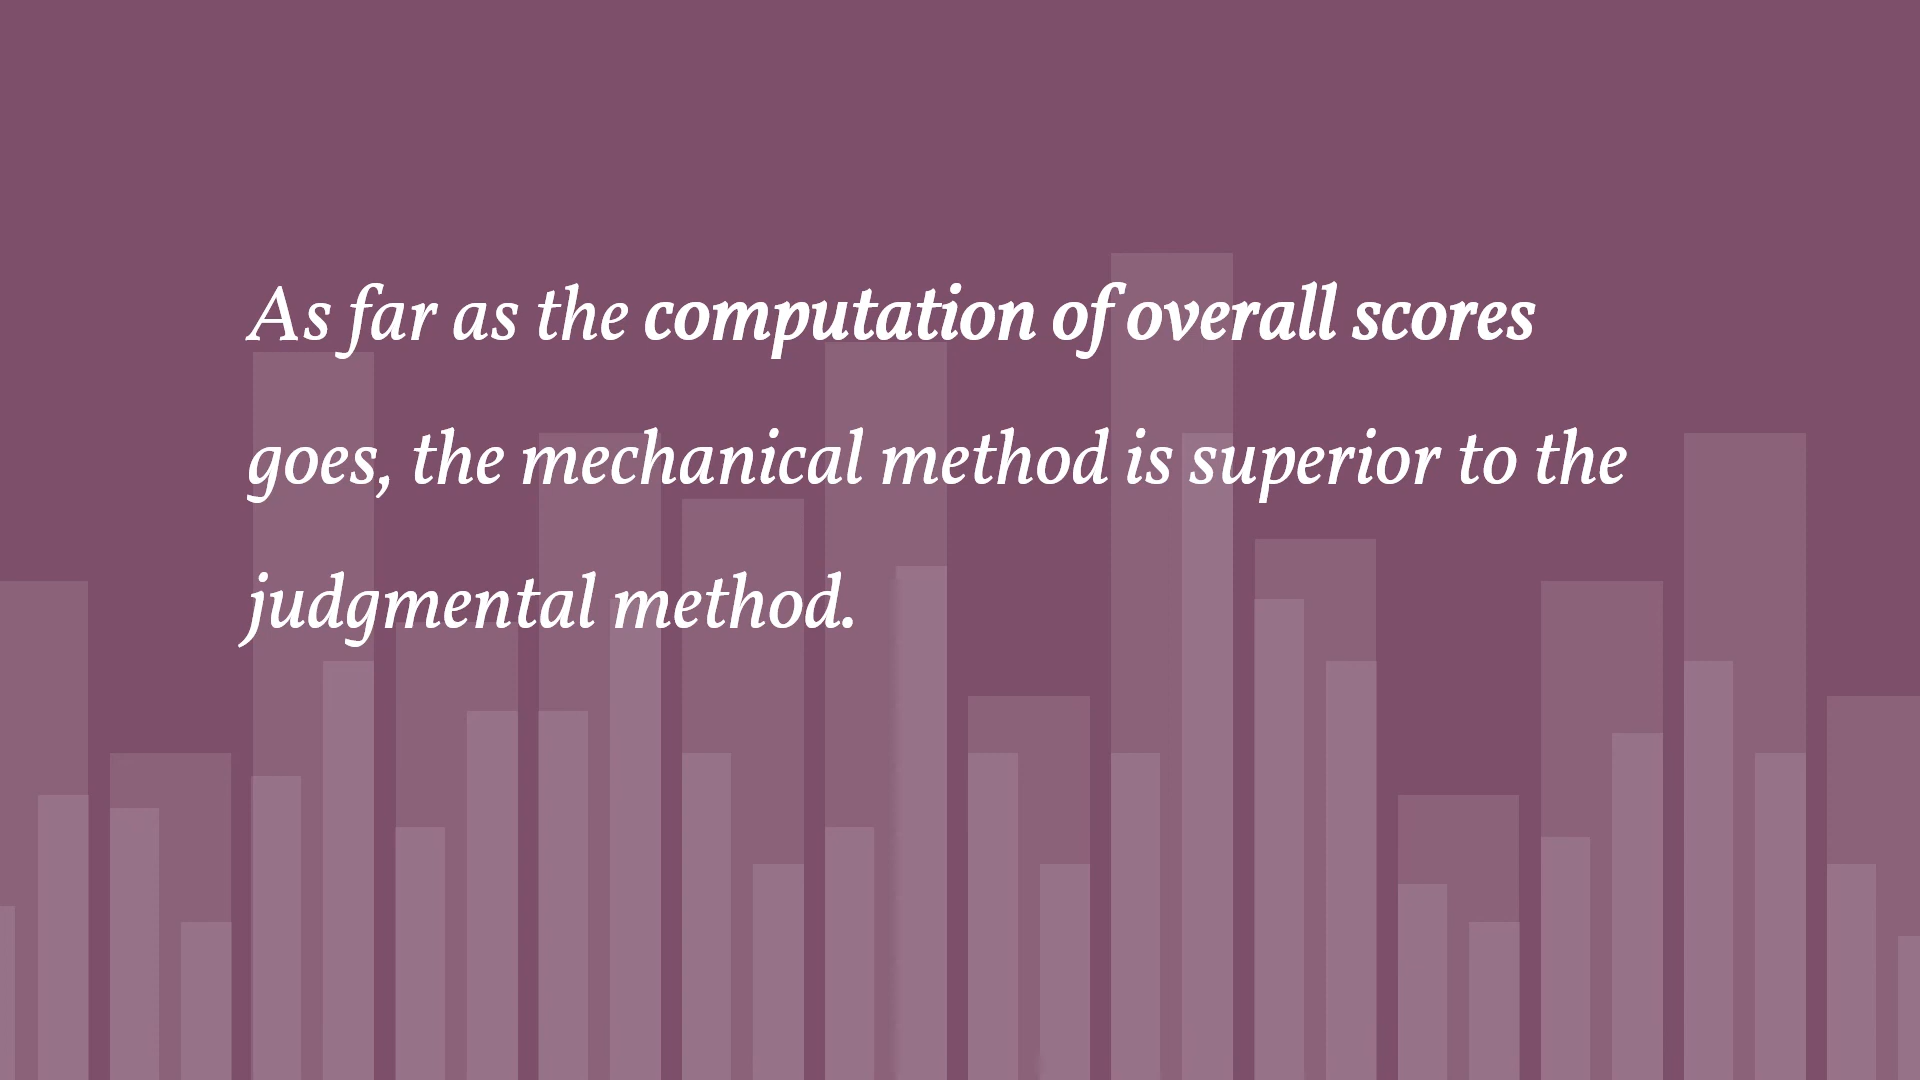 As far as the computation of overall scores
goes, the mechanical method is superior to the
judgmental method.